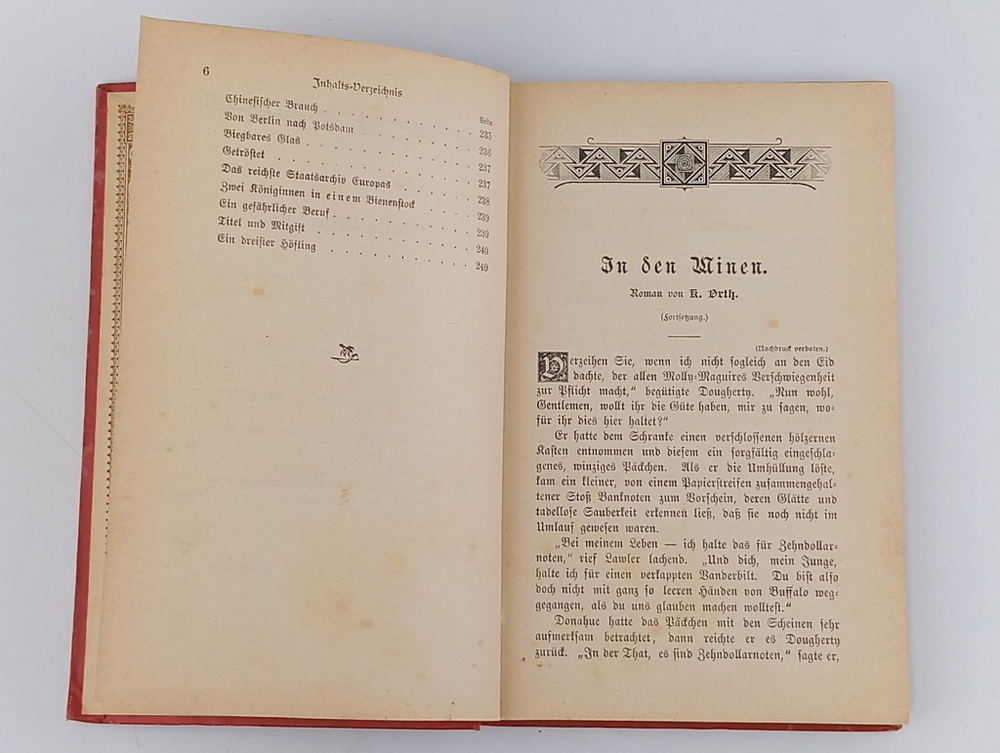 6
Inhalts-Verzeichnis
Seite
Chinesischer Brauch . . . . . . . . 235
Von Berlin nach Potsdam . . . . . . . . 236
Biegbares Glas . . . . . . . . 237
Getröstet . . . . . . . . 237
Das reichste Staatsarchiv Europas . . . . . . . . 238
Zwei Königinnen in einem Bienenstock . . . . . . . . 239
Ein gefährlicher Beruf . . . . . . . . 239
Titel und Mitgift . . . . . . . . 240
Ein dreister Höfling . . . . . . . . 240
In den Minen.
Roman von K. Orth.
(Fortsetzung.)
(Nachdruck verboten.)
Verzeihen Sie, wenn ich nicht sogleich an den Eid
dachte, der allen Molly-Maguires Verschwiegenheit
zur Pflicht macht,“ begütigte Dougherty. „Nun wohl,
Gentlemen, wollt ihr die Güte haben, mir zu sagen, wo-
für ihr dies hier haltet?“
Er hatte dem Schranke einen verschlossenen hölzernen
Kasten entnommen und diesem ein sorgfältig eingeschla-
genes, winziges Päckchen. Als er die Umhüllung löste,
kam ein kleiner, von einem Papierstreifen zusammengehal-
tener Stoß Banknoten zum Vorschein, deren Glätte und
tadellose Sauberkeit erkennen ließ, daß sie noch nicht im
Umlauf gewesen waren.
„Bei meinem Leben — ich halte das für Zehndollar-
noten,“ rief Lawler lachend. „Und dich, mein Junge,
halte ich für einen verkappten Vanderbilt. Du bist also
doch nicht mit ganz so leeren Händen von Buffalo weg-
gegangen, als du uns glauben machen wolltest.“
Donahue hatte das Päckchen mit den Scheinen sehr
aufmerksam betrachtet, dann reichte er es Dougherty
zurück. „In der That, es sind Zehndollarnoten,“ sagte er,